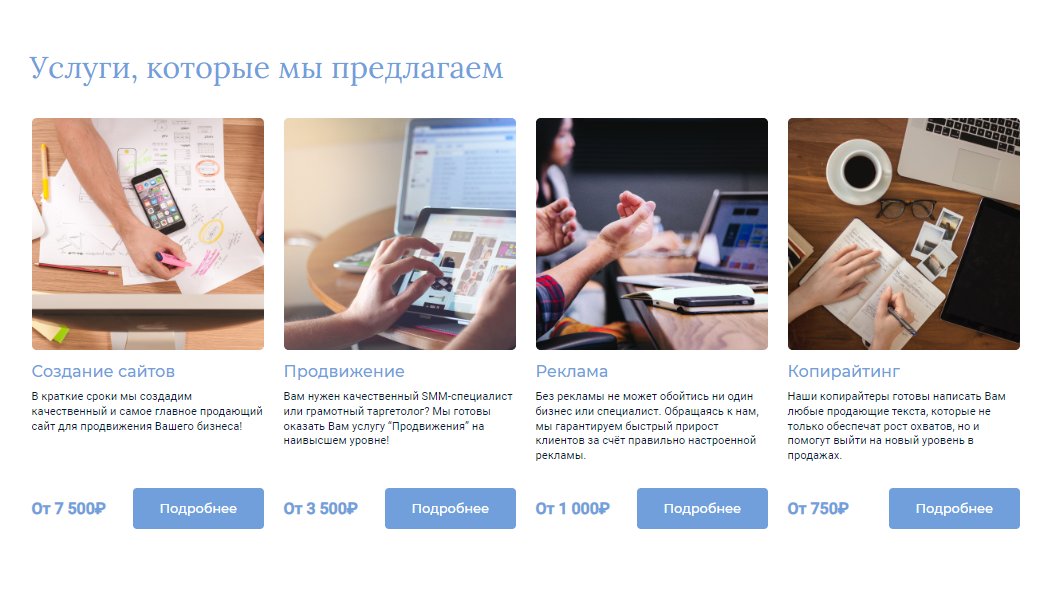 Услуги, которые мы предлагаем
Создание сайтов
В краткие сроки мы создадим
качественный и самое главное продающий
сайт для продвижения Вашего бизнеса!
От 7 500₽
Подробнее
Продвижение
Вам нужен качественный SMM-специалист
или грамотный таргетолог? Мы готовы
оказать Вам услугу "Продвижения" на
наивысшем уровне!
От 3 500₽
Подробнее
Реклама
Без рекламы не может обойтись ни один
бизнес или специалист. Обращаясь к нам,
мы гарантируем быстрый прирост
клиентов за счёт правильно настроенной
рекламы.
От 1 000₽
Подробнее
Копирайтинг
Наши копирайтеры готовы написать Вам
любые продающие текста, которые не
только обеспечат рост охватов, но и
помогут выйти на новый уровень в
продажах.
От 750₽
Подробнее